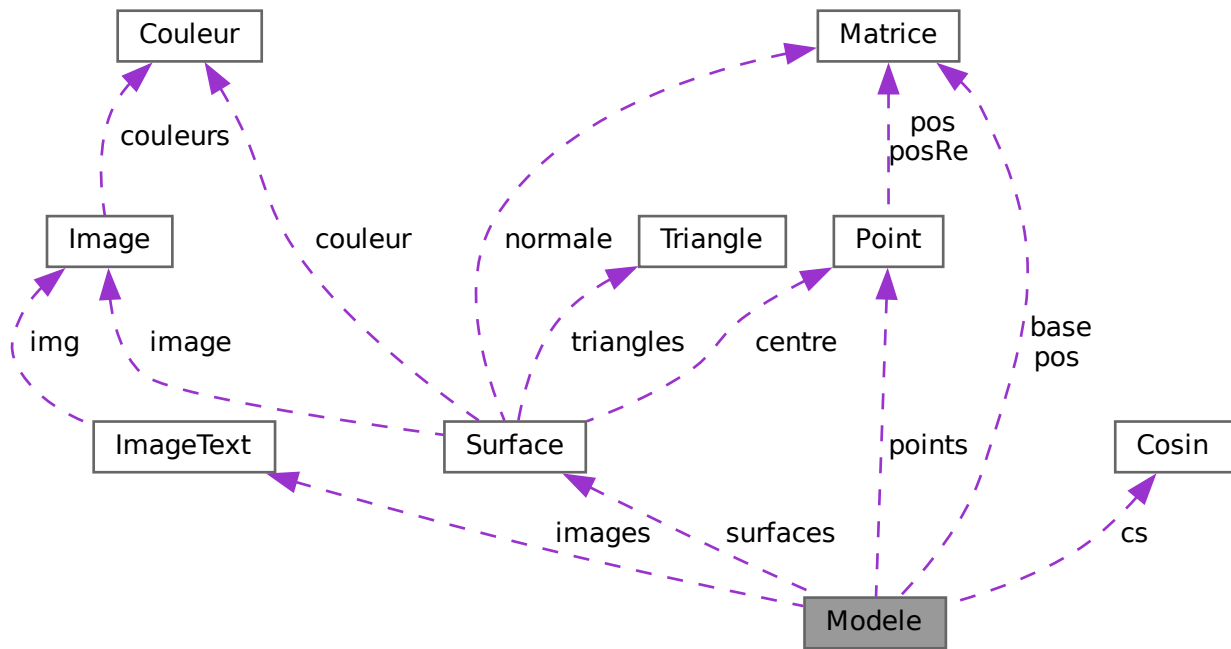 Couleur
Matrice
couleurs
pos
posRe
Image
couleur
normale
Triangle
Point
img
image
triangles
centre
base
pos
ImageText
Surface
points
Cosin
images
surfaces
cs
Modele